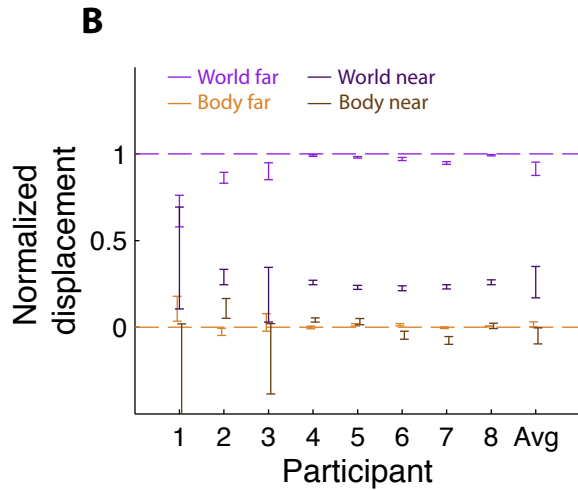 B
World far
World near
Body far
Body near
1
0.5
0
Normalized
displacement
1 2 3 4 5 6 7 8 Avg
Participant